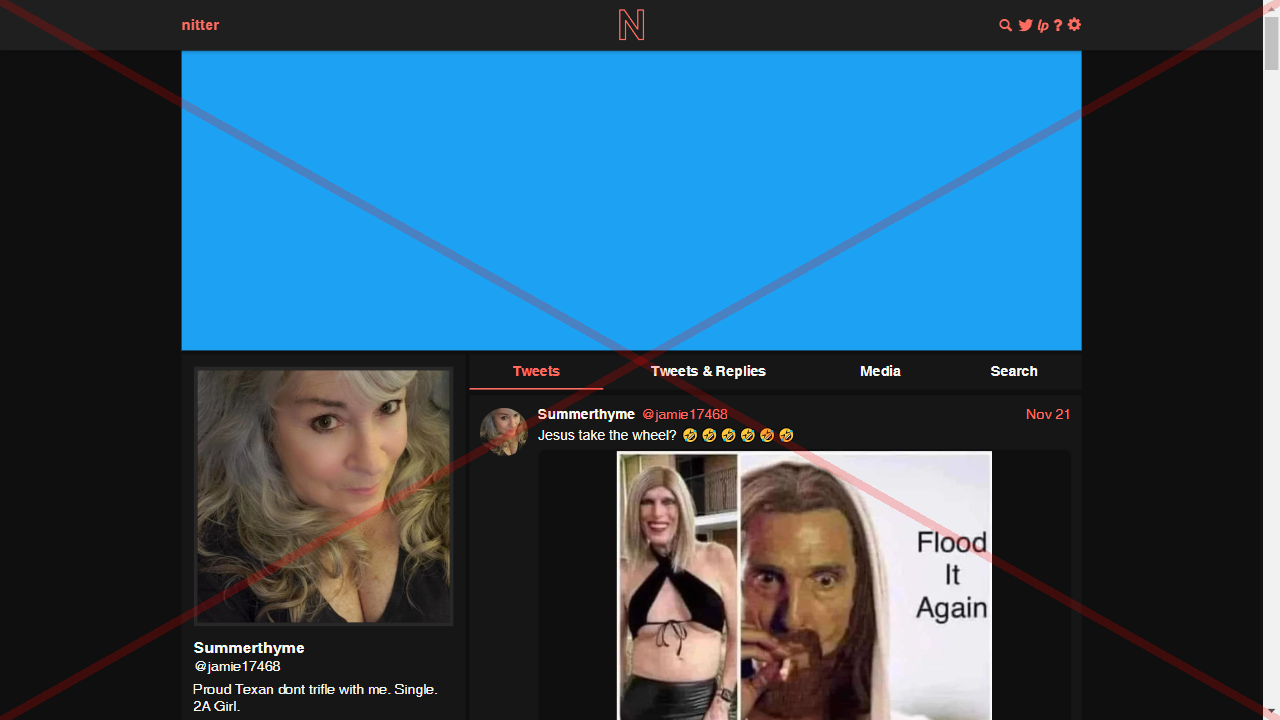 nitter
N
lp ?
Tweets Tweets & Replies Media Search
Summerthyme @jamie17468 Nov 21
Jesus take the wheel? 🤣🤣🤣🤣🤣🤣
Flood
It
Again
Summerthyme
@jamie17468
Proud Texan dont trifle with me. Single.
2A Girl.